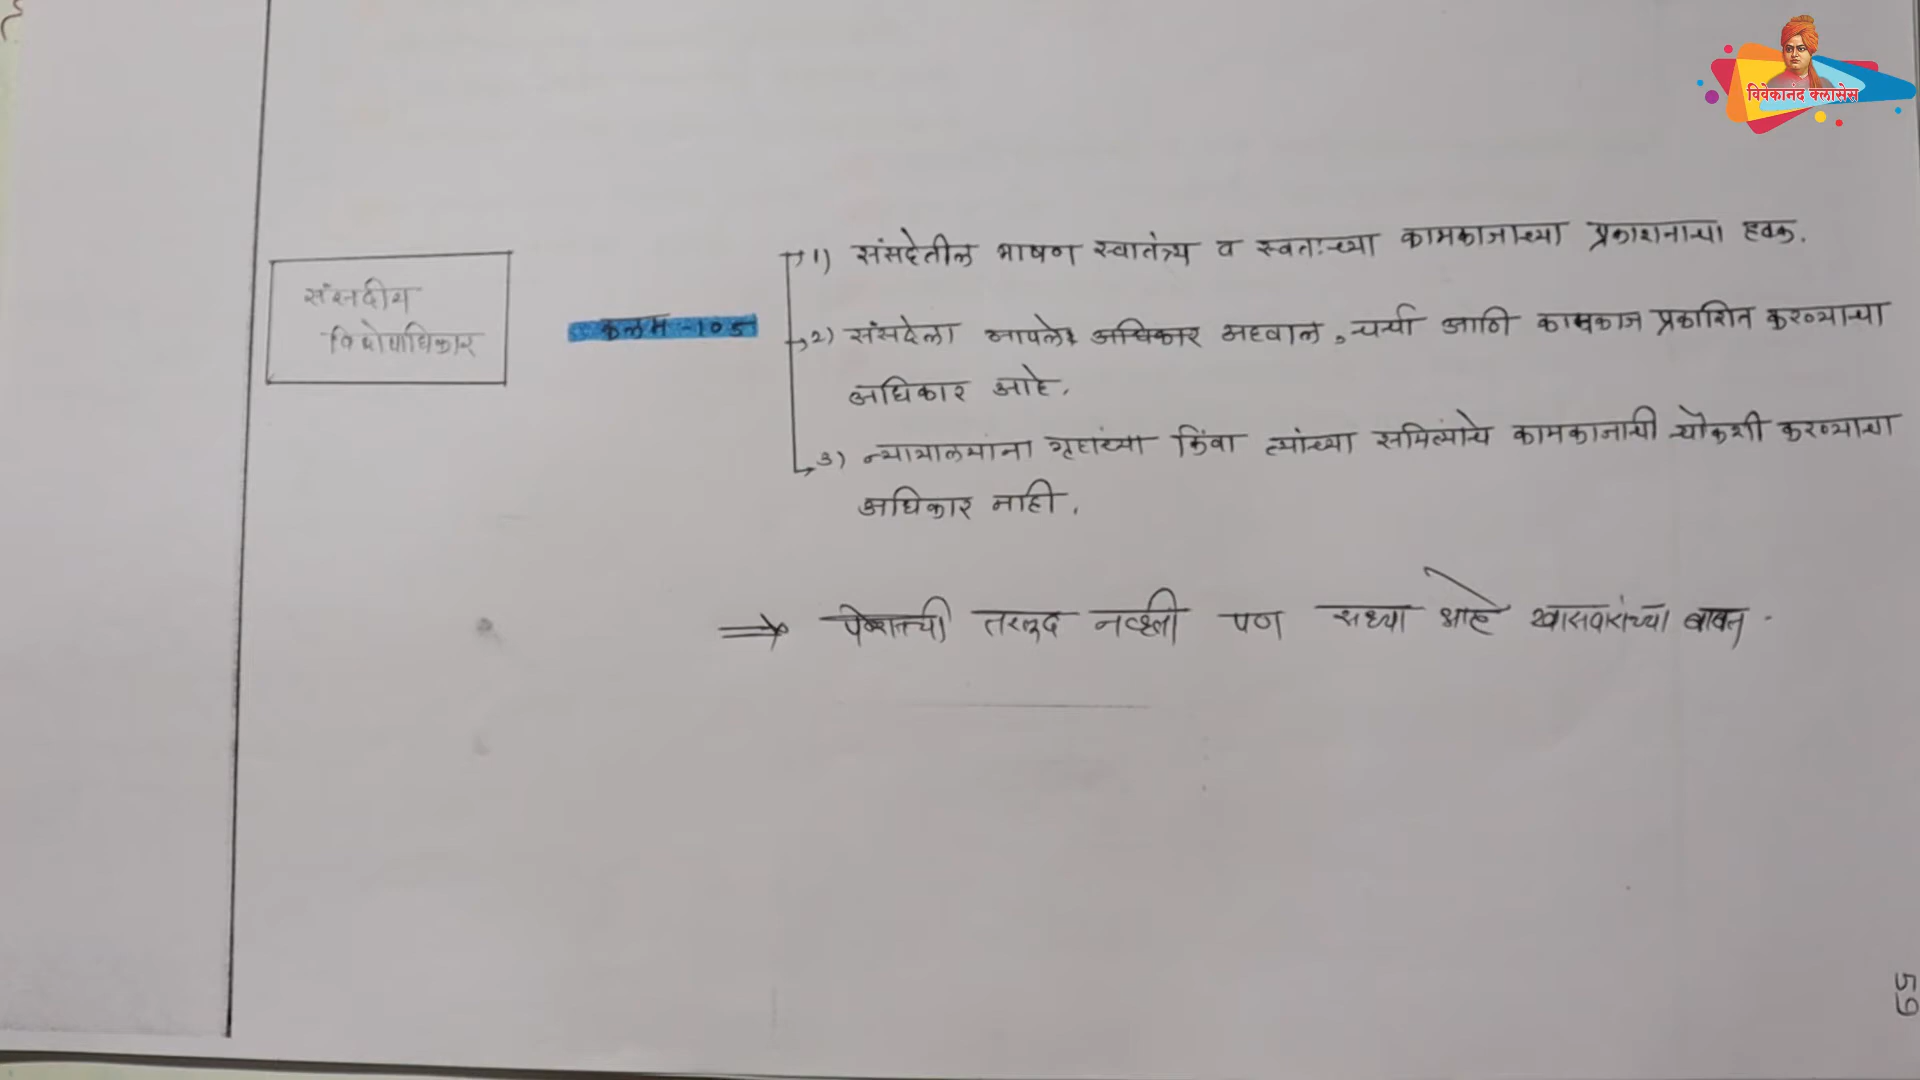 विवेकानंद क्लासेस
संसदीय
विशेषाधिकार
कलम -105
1) संसदेतील भाषण स्वातंत्र्य व स्वतःच्या कामकाजाच्या प्रकाशनाचा हक्क.
2) संसदेला आपले अधिकार अहवाल, चर्चा आणि कामकाज प्रकाशित करण्याचा
अधिकार आहे.
3) न्यायालयांना गृहांच्या किंवा त्यांच्या समित्यांचे कामकाजाची चौकशी करण्याचा
अधिकार नाही.
⇒ पेन्शनची तरतुद नव्हती पण सध्या आहे खासदारांच्या बाबत.
59